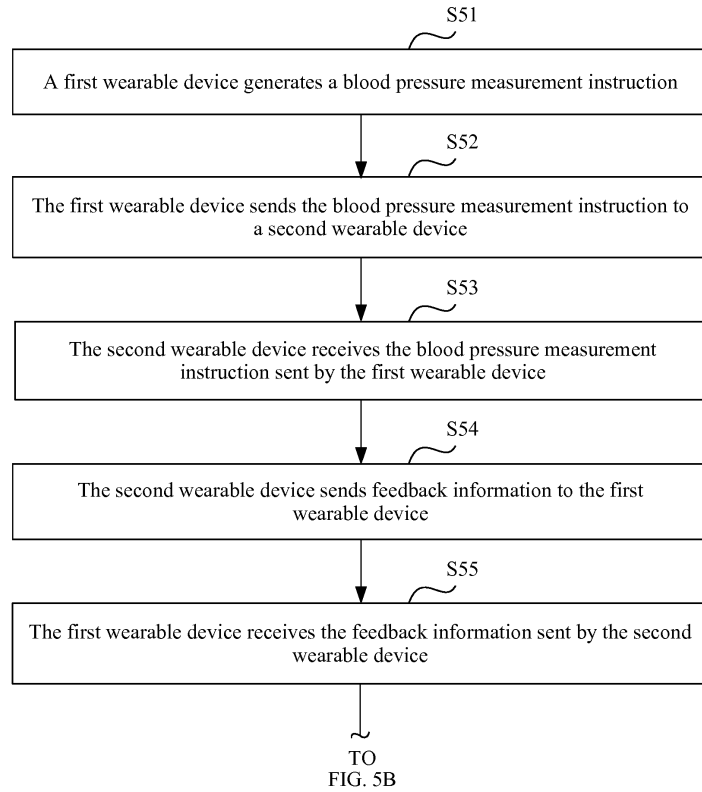 S51
A first wearable device generates a blood pressure measurement instruction
S52
The first wearable device sends the blood pressure measurement instruction to
a second wearable device
S53
The second wearable device receives the blood pressure measurement
instruction sent by the first wearable device
S54
The second wearable device sends feedback information to the first
wearable device
S55
The first wearable device receives the feedback information sent by the second
wearable device
TO
FIG. 5B